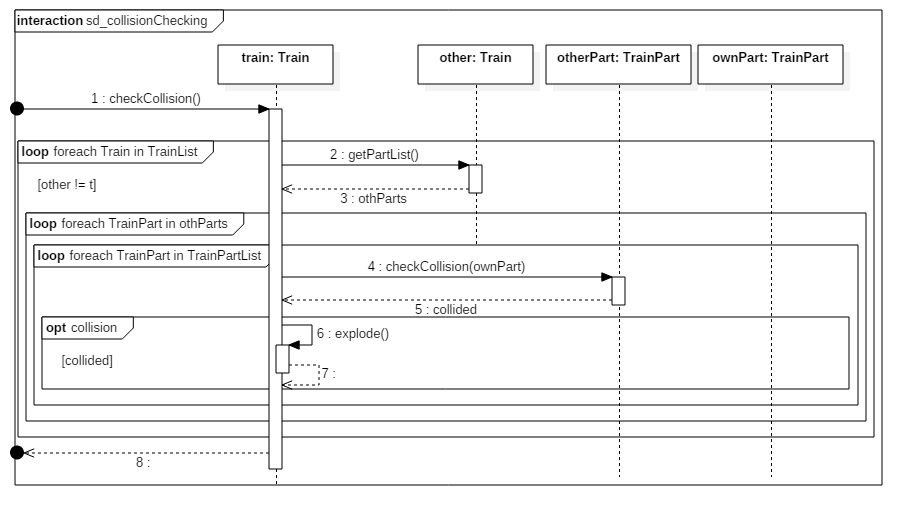 interaction sd_collisionChecking
train: Train
other: Train
otherPart: TrainPart
ownPart: TrainPart
1 : checkCollision()
loop foreach Train in TrainList
2 : getPartList()
[other != t]
3 : othParts
loop foreach TrainPart in othParts
loop foreach TrainPart in TrainPartList
4 : checkCollision(ownPart)
5 : collided
opt collision
6 : explode()
[collided]
7 :
8 :